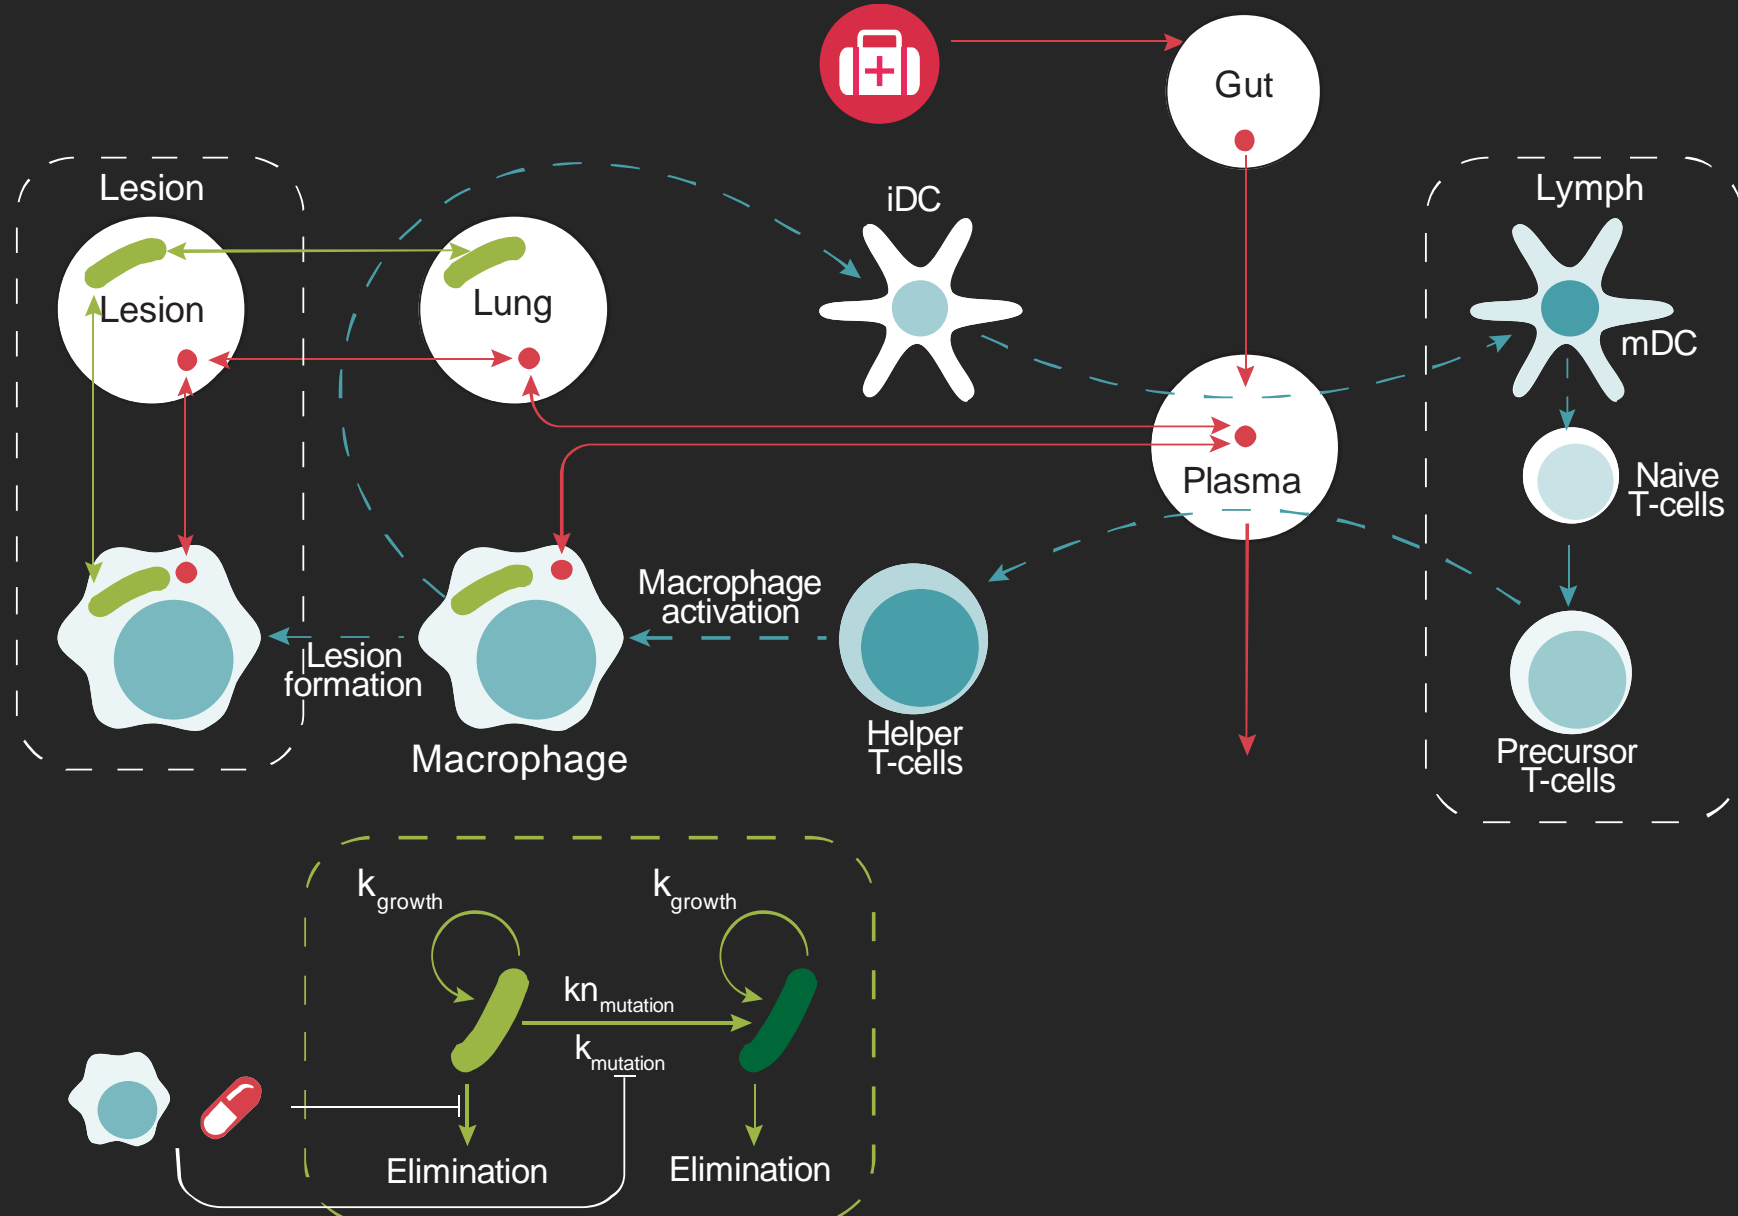 Gut
Lesion
iDC
Lymph
Lesion
Lung
mDC
Plasma
Naive
T-cells
Macrophage
activation
Lesion
formation
Macrophage
Helper
T-cells
Precursor
T-cells
kgrowth
kgrowth
knmutation
kmutation
Elimination
Elimination